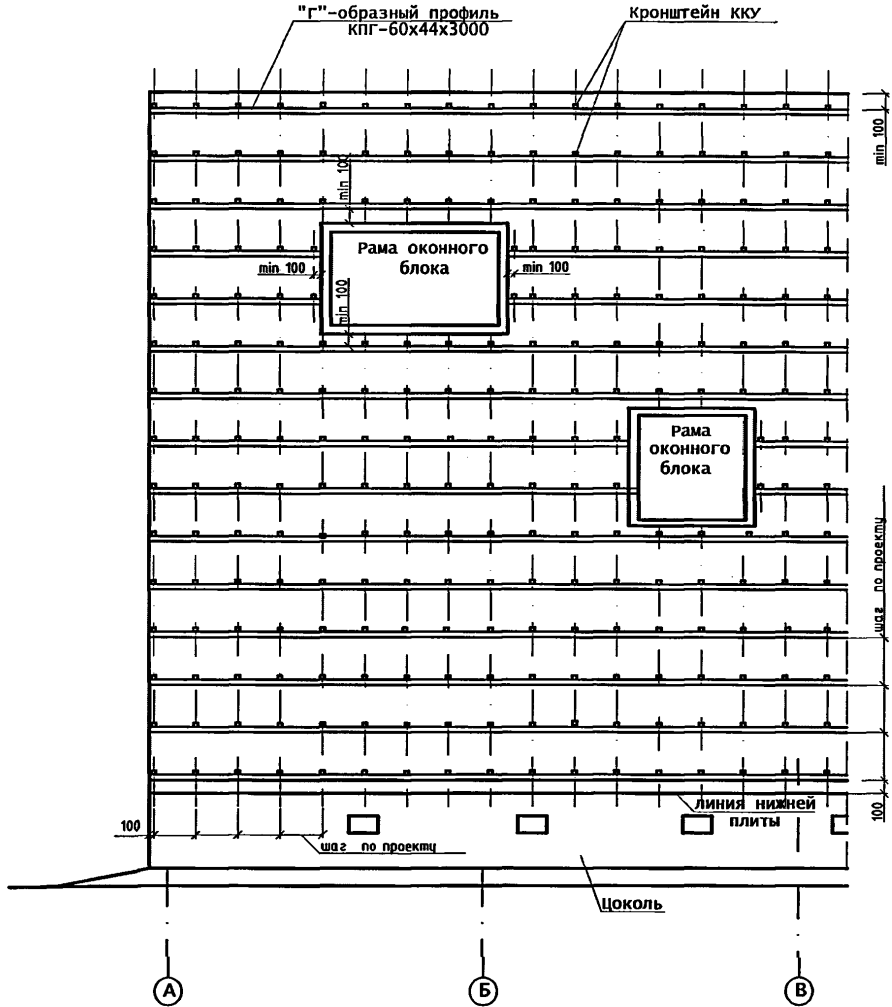 "Г"-образный профиль
КПГ-60х44х3000
Кронштейн ККУ
min 100
min 100
Рама оконного
блока
min 100
min 100
min 100
Рама
оконного
блока
шаг по проекту
линия нижней
плиты
100
100
шаг по проекту
Цоколь
А
Б
В